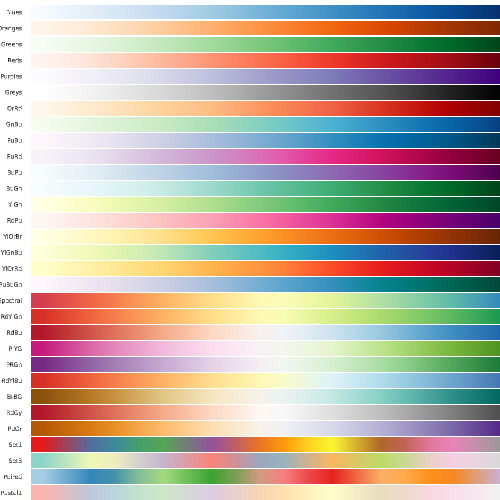 Blues
Oranges
Greens
Reds
Purples
Greys
OrRd
GnBu
PuBu
PuRd
BuPu
BuGn
YlGn
RdPu
YlOrBr
YlGnBu
YlOrRd
PuBuGn
Spectral
RdYlGn
RdBu
PiYG
PRGn
RdYlBu
BrBG
RdGy
PuOr
Set1
Set3
Paired
Pastel1